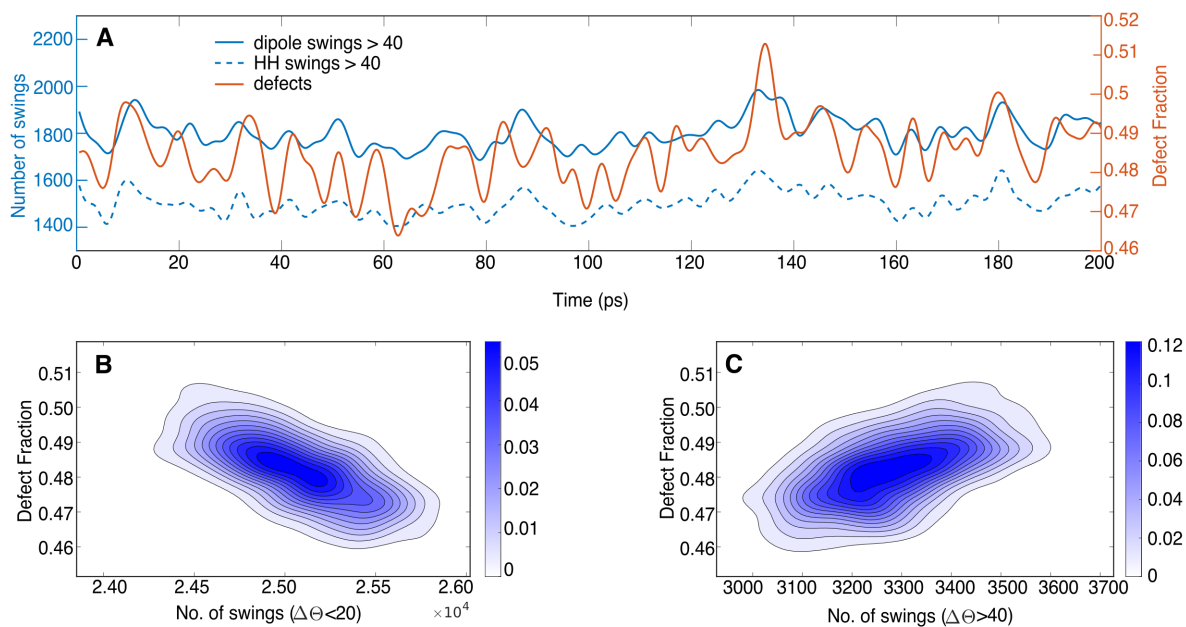 A
dipole swings > 40
HH swings > 40
defects
Number of swings
2200
2000
1800
1600
1400
0.52
0.51
0.5
0.49
0.48
0.47
0.46
Defect Fraction
0 20 40 60 80 100 120 140 160 180 200
Time (ps)
B
Defect Fraction
0.51
0.50
0.49
0.48
0.47
0.46
2.40 2.45 2.50 2.55 2.60
No. of swings (ΔΘ<20)
×10⁴
0.05
0.04
0.03
0.02
0.01
0
C
Defect Fraction
0.51
0.50
0.49
0.48
0.47
0.46
3000 3100 3200 3300 3400 3500 3600 3700
No. of swings (ΔΘ>40)
0.12
0.1
0.08
0.06
0.04
0.02
0